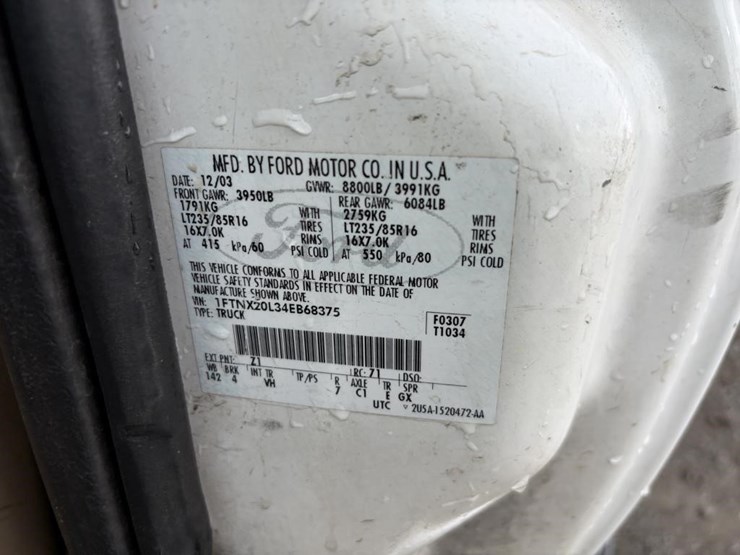 MFD. BY FORD MOTOR CO. IN U.S.A.
DATE: 12/03 GVWR: 8800LB/ 3991KG
FRONT GAWR: 3950LB REAR GAWR: 6084LB
1791KG WITH 2759KG WITH
LT235/85R16 TIRES LT235/85R16 TIRES
16X7.0K RIMS 16X7.0K RIMS
AT 415 kPa/60 PSI COLD AT 550 kPa/80 PSI COLD
Ford
THIS VEHICLE CONFORMS TO ALL APPLICABLE FEDERAL MOTOR
VEHICLE SAFETY STANDARDS IN EFFECT ON THE DATE OF
MANUFACTURE SHOWN ABOVE.
VIN: 1FTNX20L34EB68375 F0307
TYPE: TRUCK T1034
EXT PNT: Z1 RC: 71 DSO:
WB BRK INT TR TP/PS R AXLE TR SPR
142 4 VH 7 C1 E GX
UTC 2U5A-1520472-AA